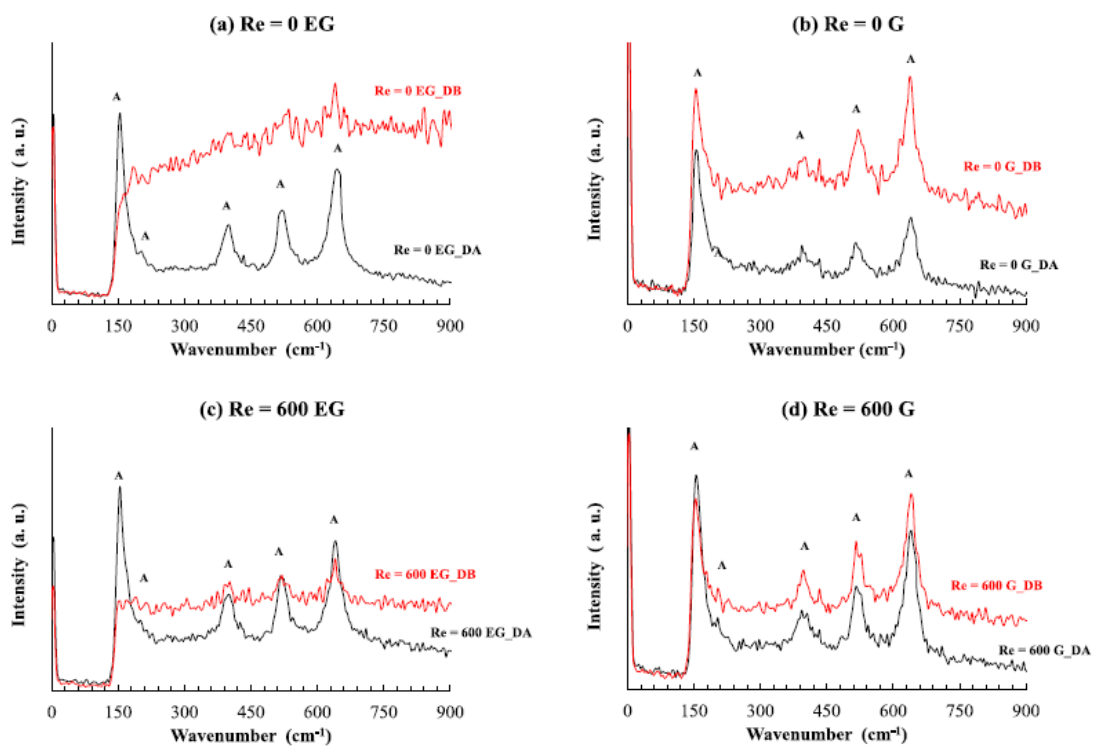 (a) Re = 0 EG
Intensity ( a. u.)
A
A
A
A
A
Re = 0 EG_DB
Re = 0 EG_DA
0 150 300 450 600 750 900
Wavenumber (cm⁻¹)
(b) Re = 0 G
Intensity (a. u.)
A
A
A
A
A
Re = 0 G_DB
Re = 0 G_DA
0 150 300 450 600 750 900
Wavenumber (cm⁻¹)
(c) Re = 600 EG
Intensity (a. u.)
A
A
A
A
A
Re = 600 EG_DB
Re = 600 EG_DA
0 150 300 450 600 750 900
Wavenumber (cm⁻¹)
(d) Re = 600 G
Intensity ( a. u.)
A
A
A
A
A
Re = 600 G_DB
Re = 600 G_DA
0 150 300 450 600 750 900
Wavenumber (cm⁻¹)